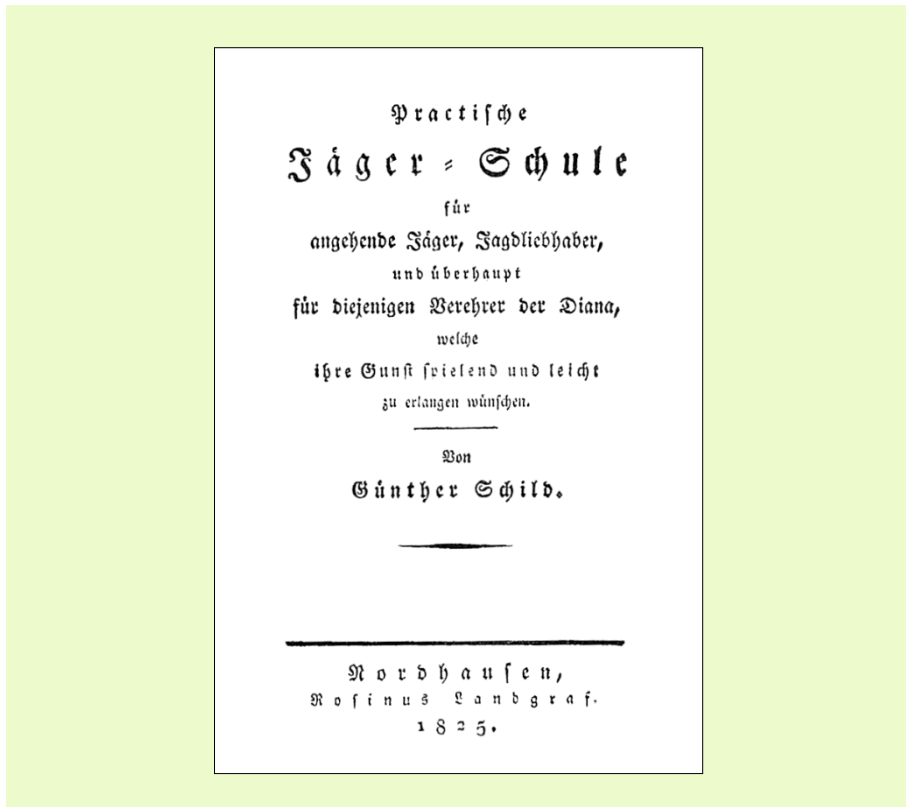 Practische
Jäger-Schule
für
angehende Jäger, Jagdliebhaber,
und überhaupt
für diejenigen Verehrer der Diana,
welche
ihre Gunst spielend und leicht
zu erlangen wünschen.
Von
Günther Schild.
Nordhausen,
Rosinus Landgraf.
1825.